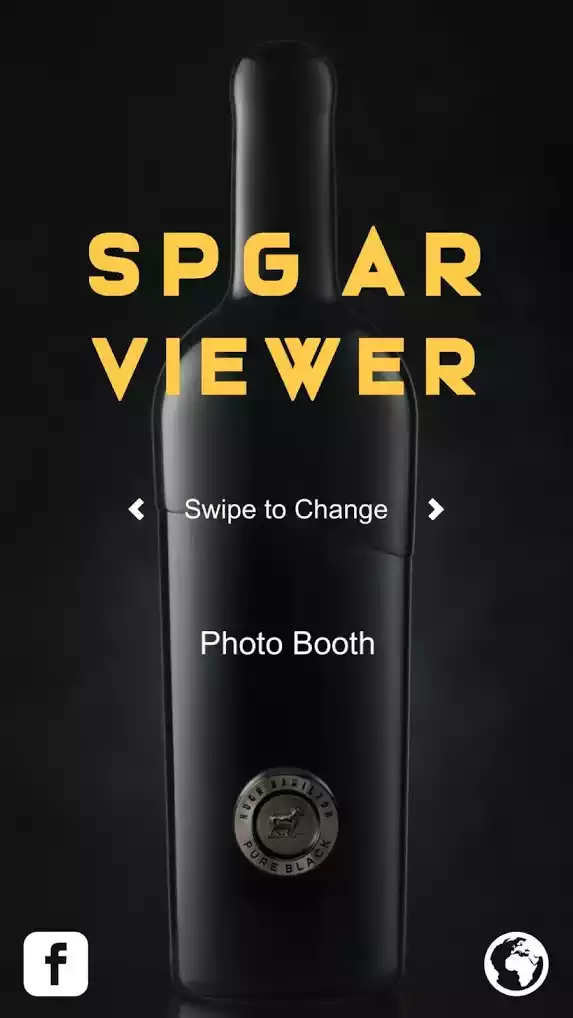 SPG AR
VIEWER
Swipe to Change
Photo Booth
HUGH HAMILTON
PURE BLACK
f